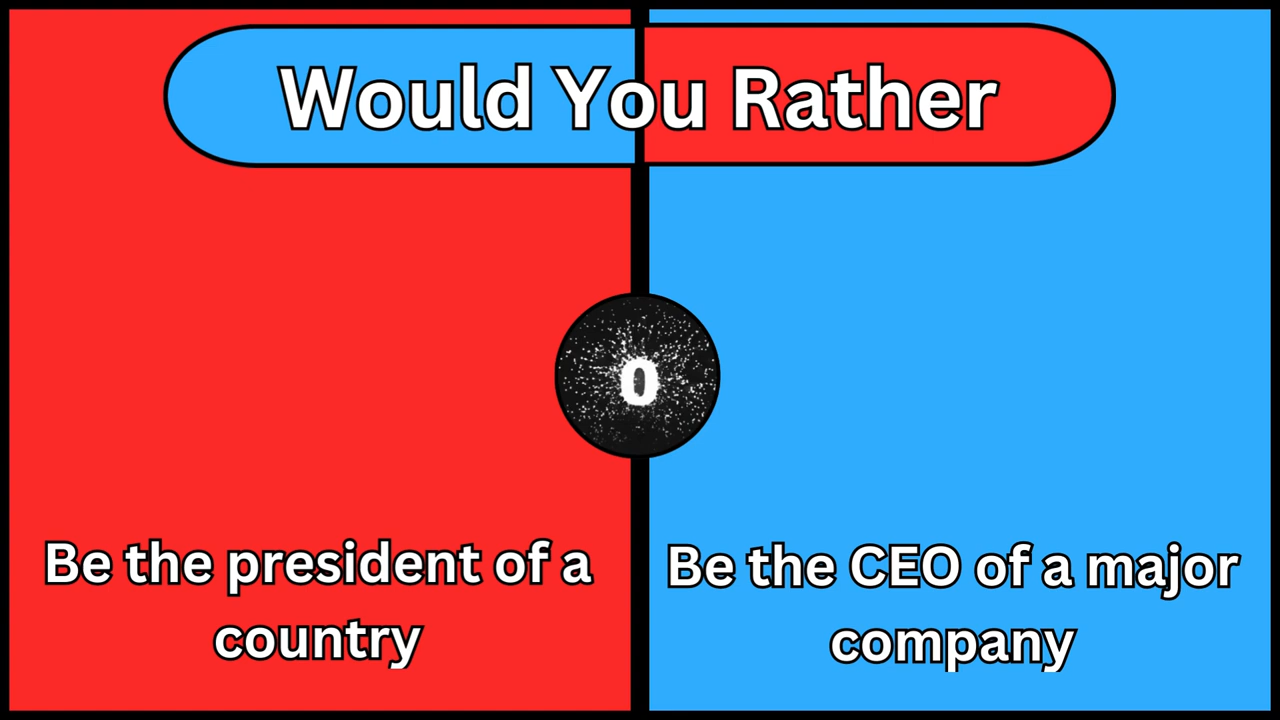 Would You Rather
0
Be the president of a
country
Be the CEO of a major
company